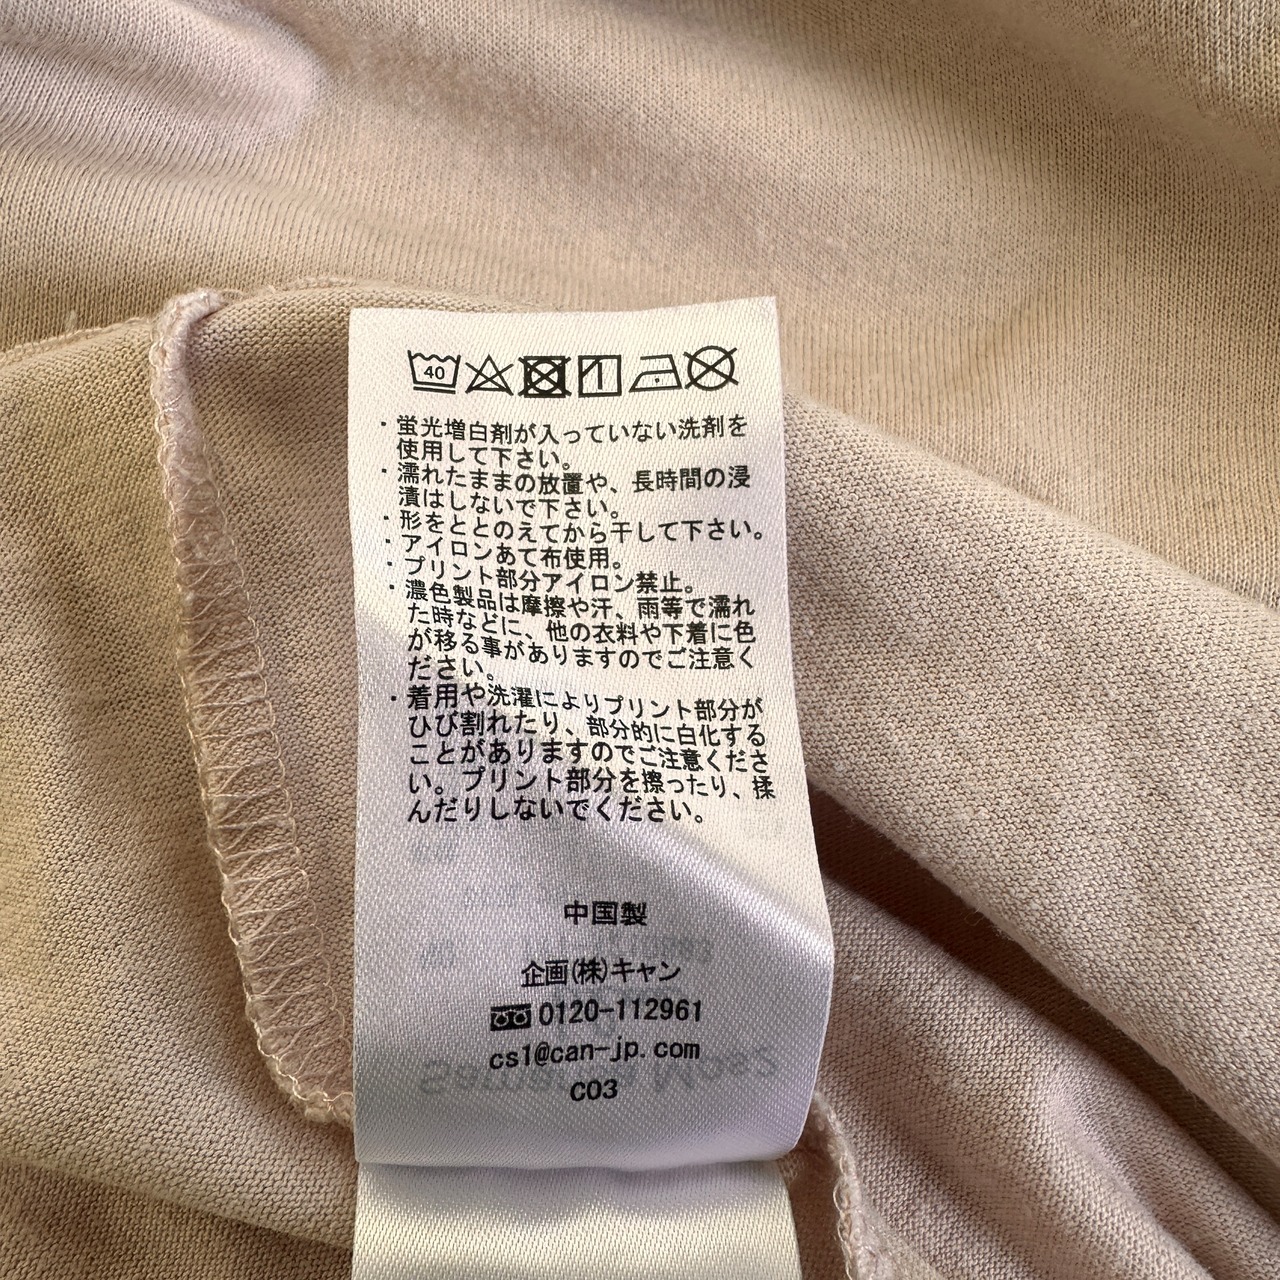 40
・蛍光増白剤が入っていない洗剤を
使用して下さい。
・濡れたままの放置や、長時間の浸
漬はしないで下さい。
・形をととのえてから干して下さい。
・アイロンあて布使用。
・プリント部分アイロン禁止。
・濃色製品は摩擦や汗、雨等で濡れ
た時などに、他の衣料や下着に色
が移る事がありますのでご注意く
ださい。
・着用や洗濯によりプリント部分が
ひび割れたり、部分的に白化する
ことがありますのでご注意くださ
い。プリント部分を擦ったり、揉
んだりしないでください。
中国製
企画(株)キャン
0120-112961
cs1@can-jp.com
C03